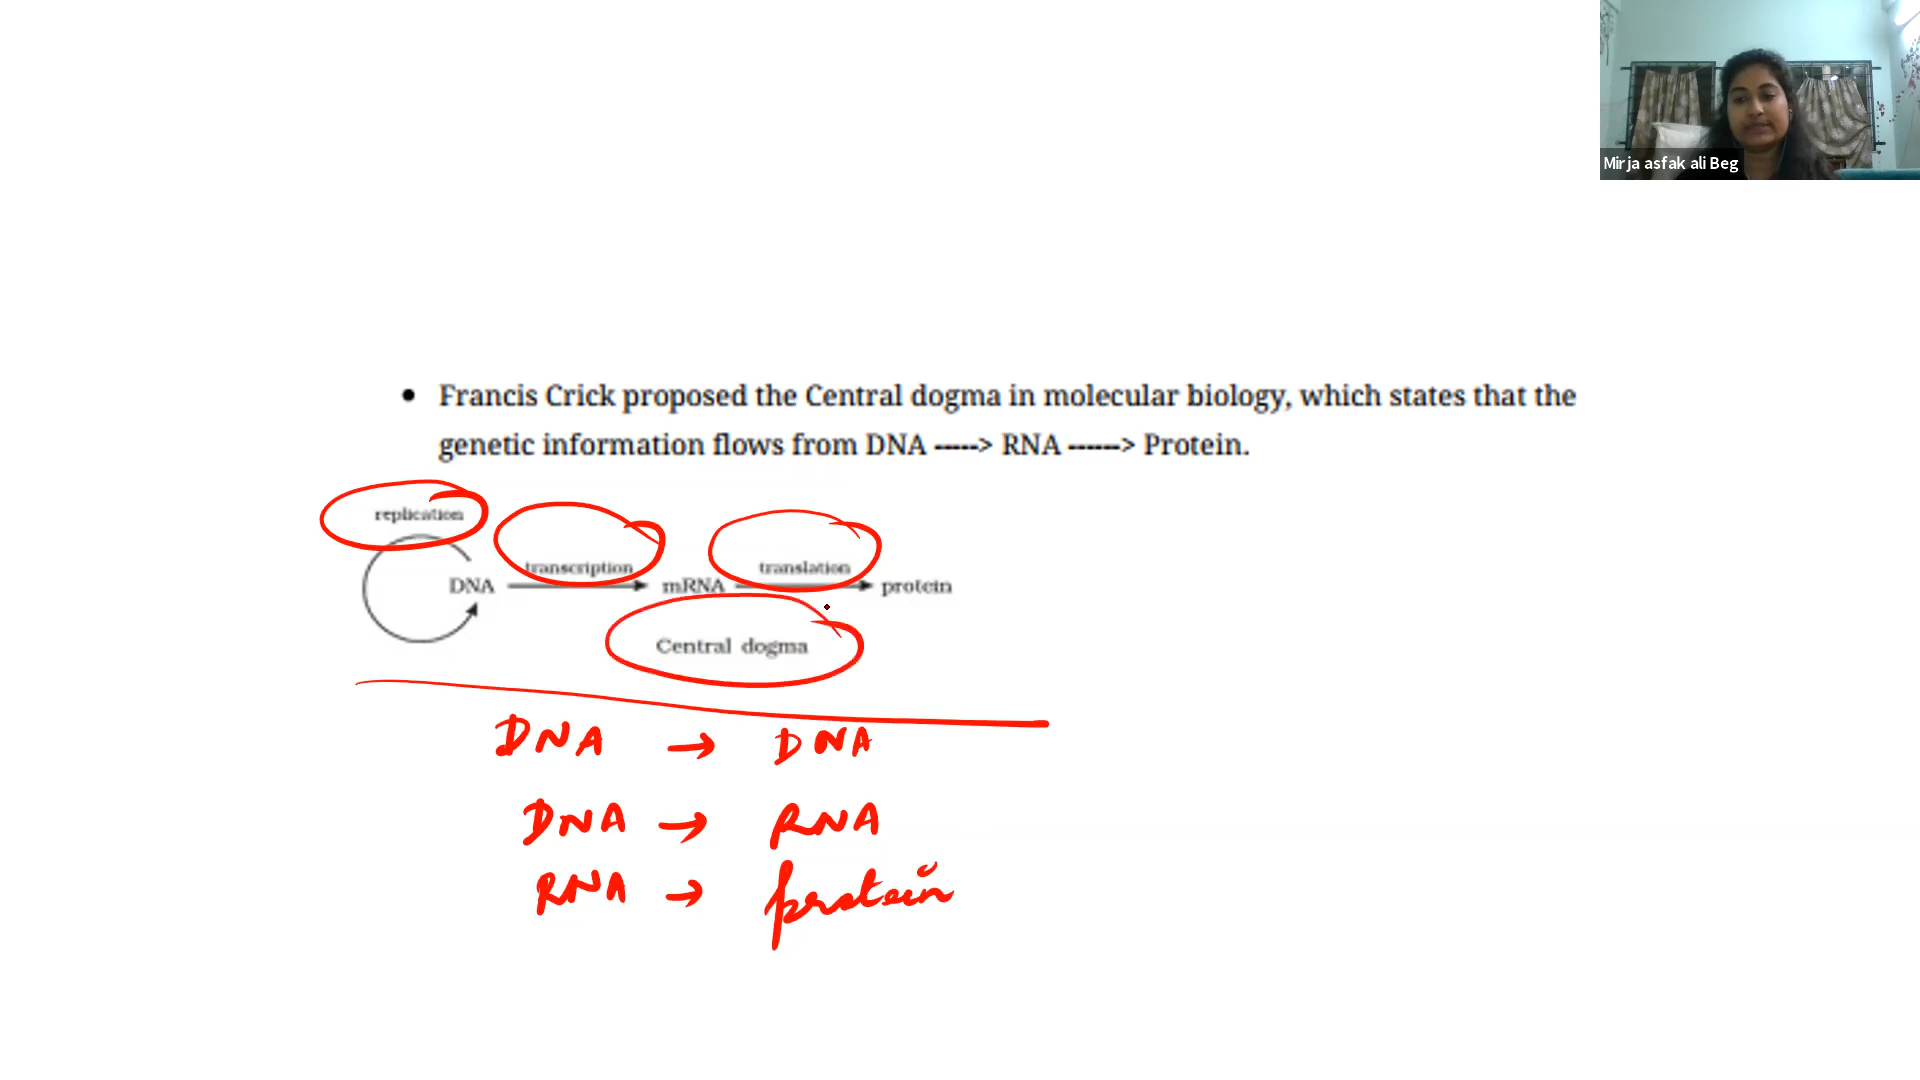 Mirja asfak ali Beg
• Francis Crick proposed the Central dogma in molecular biology, which states that the
genetic information flows from DNA -----> RNA ------> Protein.
replication
transcription translation
DNA mRNA protein
Central dogma
DNA → DNA
DNA → RNA
RNA → protein